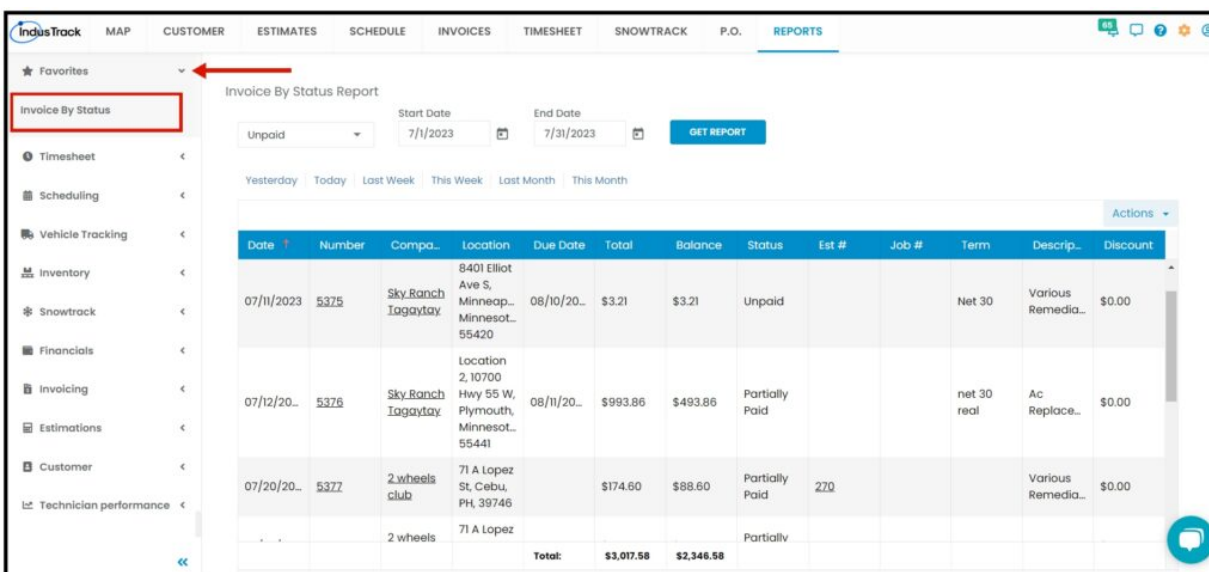 IndusTrack MAP CUSTOMER ESTIMATES SCHEDULE INVOICES TIMESHEET SNOWTRACK P.O. REPORTS 65
Favorites
Invoice By Status
Timesheet
Scheduling
Vehicle Tracking
Inventory
Snowtrack
Financials
Invoicing
Estimations
Customer
Technician performance
Invoice By Status Report
Start Date End Date
Unpaid 7/1/2023 7/31/2023 GET REPORT
Yesterday Today Last Week This Week Last Month This Month
Actions
Date Number Compa... Location Due Date Total Balance Status Est # Job # Term Descrip... Discount
8401 Elliot
Ave S,
07/11/2023 5375 Sky Ranch Minneap... 08/10/20... $3.21 $3.21 Unpaid Net 30 Various $0.00
Tagaytay Minnesot... Remedia...
55420
Location
2, 10700
07/12/20... 5376 Sky Ranch Hwy 55 W, 08/11/20... $993.86 $493.86 Partially net 30 Ac $0.00
Tagaytay Plymouth, Paid real Replace...
Minnesot...
55441
07/20/20... 5377 2 wheels 71 A Lopez $174.60 $88.60 Partially 270 Various $0.00
club St, Cebu, Paid Remedia...
PH, 39746
2 wheels 71 A Lopez Partially
Total: $3,017.58 $2,346.58